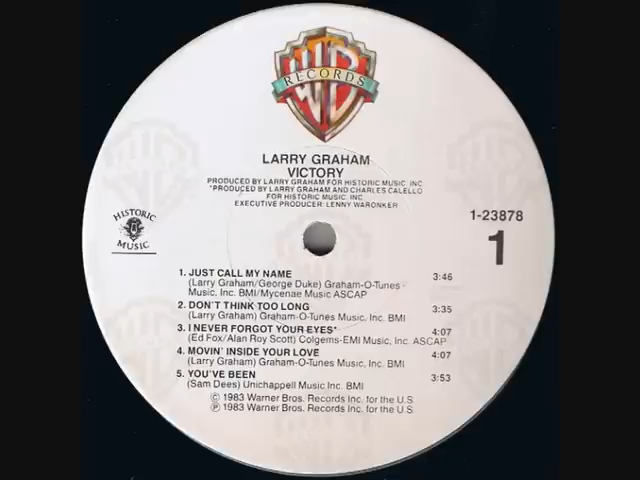 WB
RECORDS
LARRY GRAHAM
VICTORY
PRODUCED BY LARRY GRAHAM FOR HISTORIC MUSIC, INC.
*PRODUCED BY LARRY GRAHAM AND CHARLES CALELLO
FOR HISTORIC MUSIC, INC.
EXECUTIVE PRODUCER: LENNY WARONKER
HISTORIC
MUSIC
1-23878
1
1. JUST CALL MY NAME 3:46
(Larry Graham/George Duke) Graham-O-Tunes -
Music, Inc. BMI/Mycenae Music ASCAP
2. DON'T THINK TOO LONG 3:35
(Larry Graham) Graham-O-Tunes Music, Inc. BMI
3. I NEVER FORGOT YOUR EYES* 4:07
(Ed Fox/Alan Roy Scott) Colgems-EMI Music, Inc. ASCAP
4. MOVIN' INSIDE YOUR LOVE 4:07
(Larry Graham) Graham-O-Tunes Music, Inc. BMI
5. YOU'VE BEEN 3:53
(Sam Dees) Unichappell Music Inc. BMI
© 1983 Warner Bros. Records Inc. for the U.S.
℗ 1983 Warner Bros. Records Inc. for the U.S.